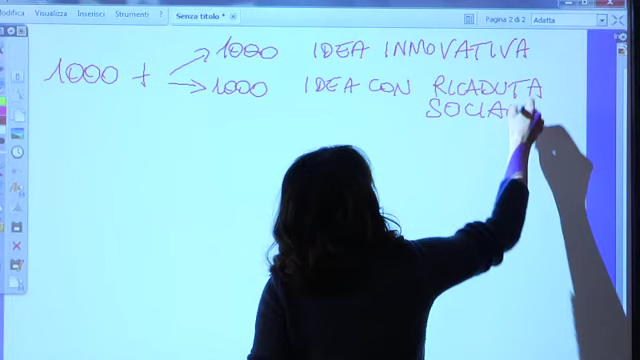 odifica Visualizza Inserisci Strumenti Senza titolo * Pagina 2 di 2 Adatta
1000 + 1000 IDEA INNOVATIVA
1000 IDEA CON RICADUTA
SOCIA